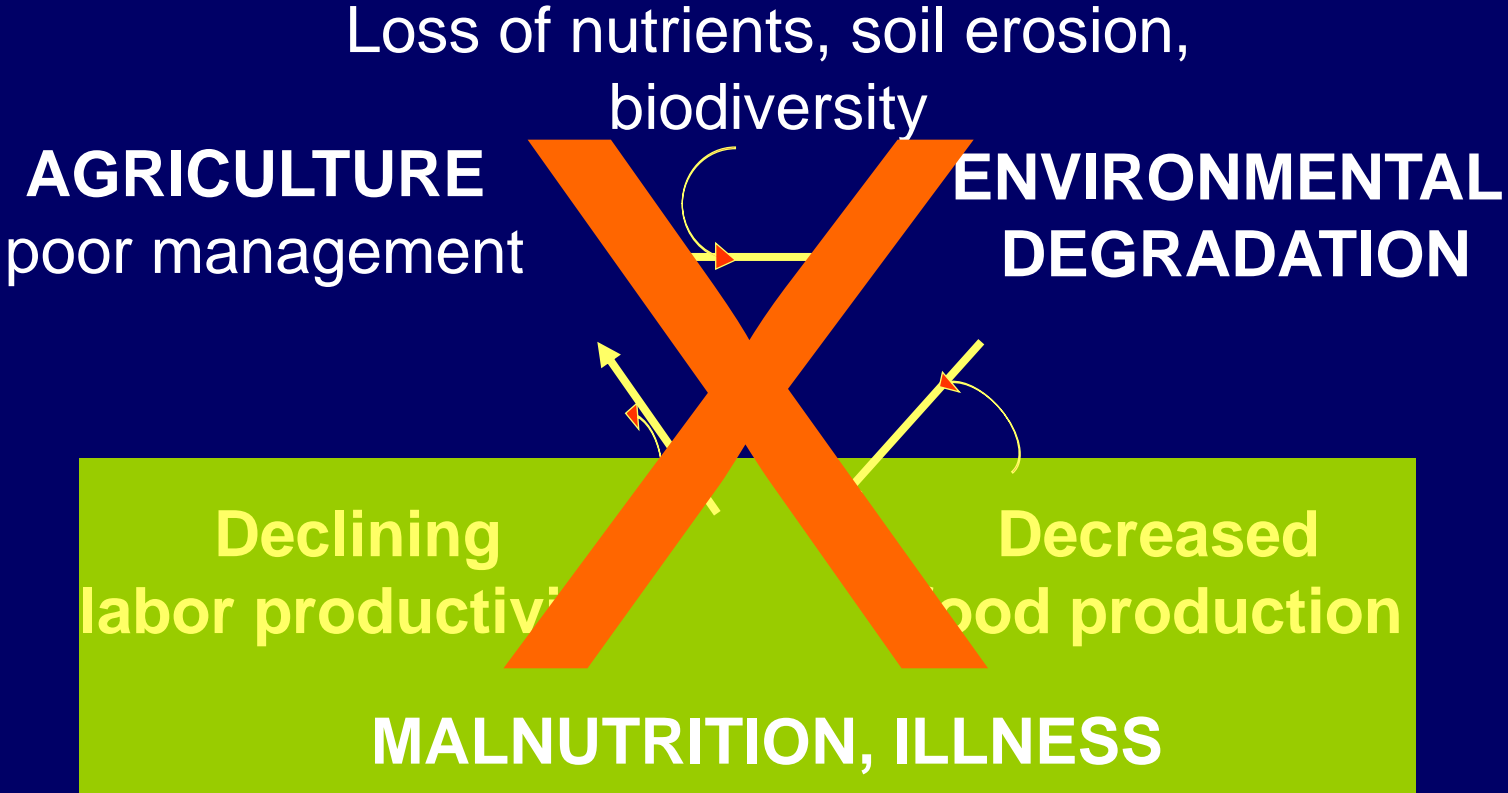 Loss of nutrients, soil erosion,
biodiversity
AGRICULTURE
poor management
ENVIRONMENTAL
DEGRADATION
Declining
labor
Decreased
production
MALNUTRITION, ILLNESS